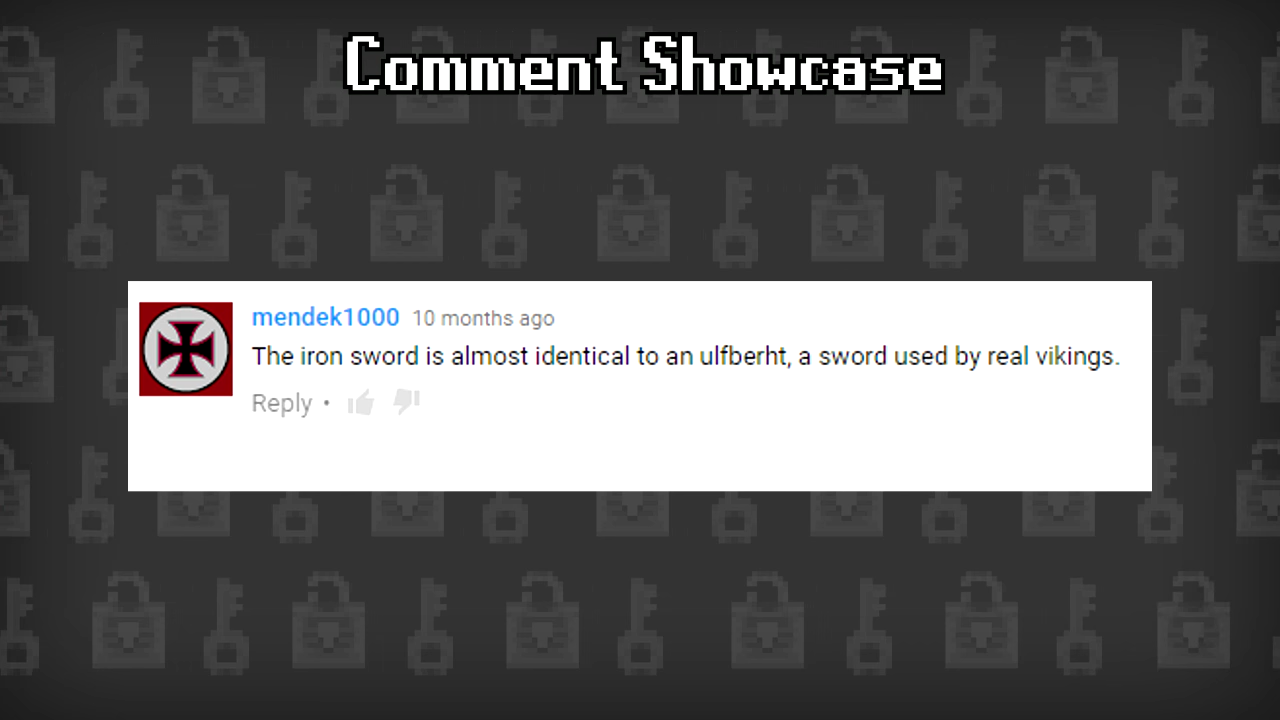 Comment Showcase
mendek1000 10 months ago
The iron sword is almost identical to an ulfberht, a sword used by real vikings.
Reply •